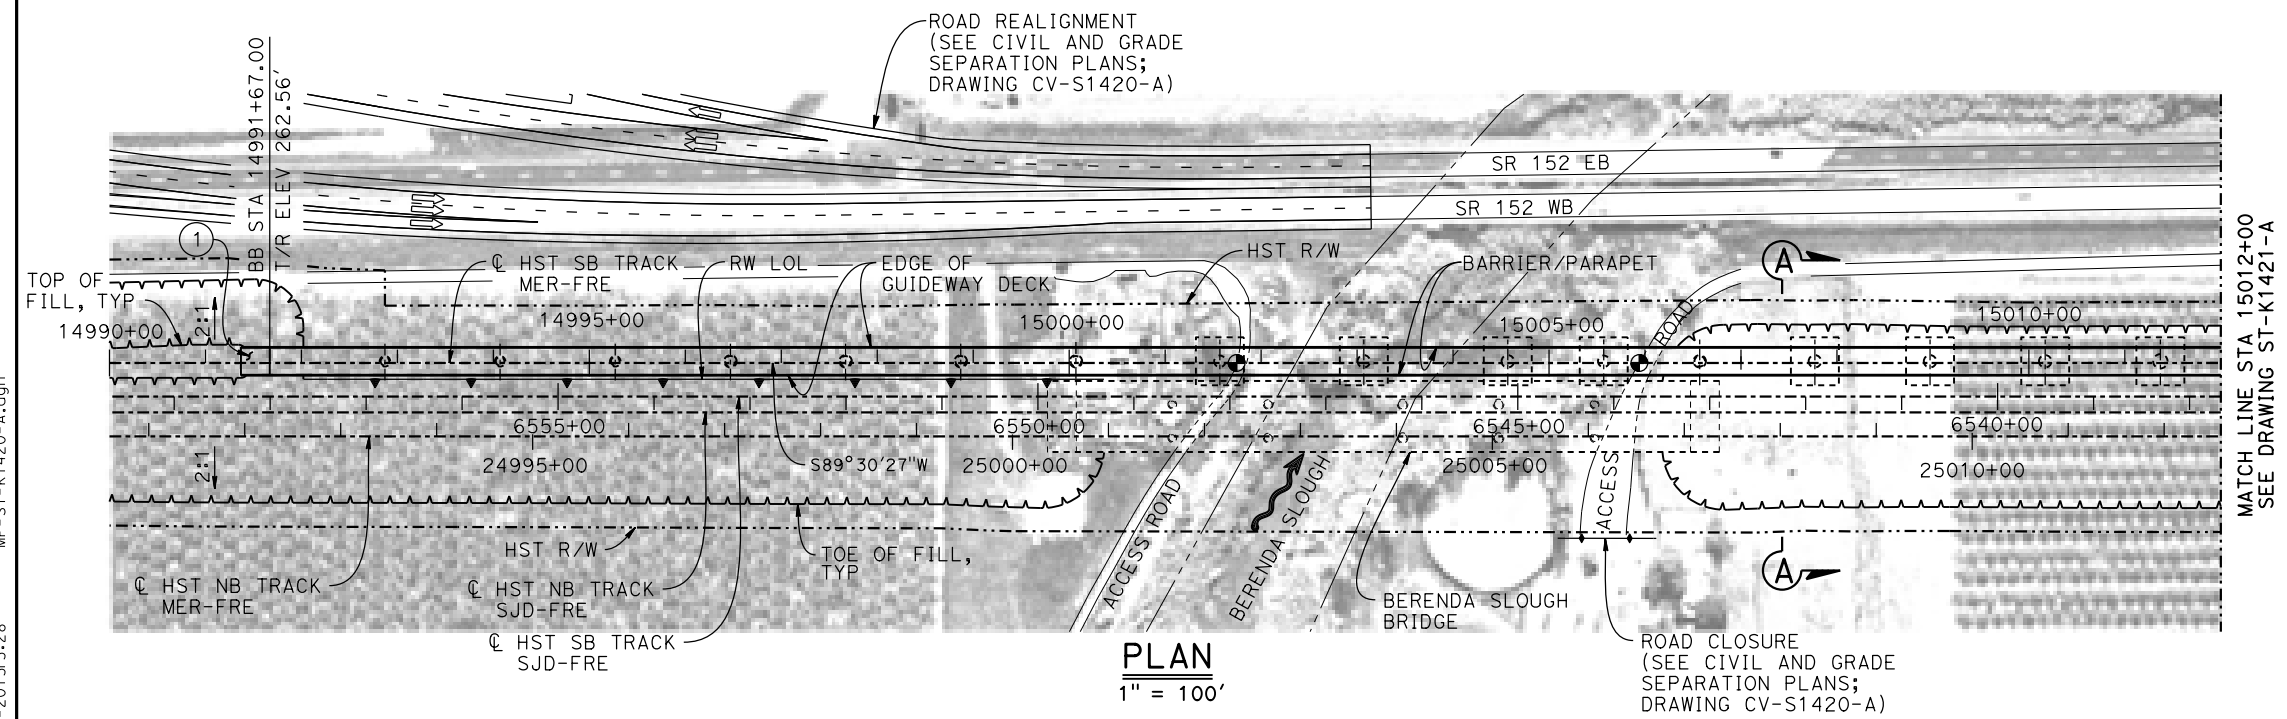 ROAD REALIGNMENT
(SEE CIVIL AND GRADE
SEPARATION PLANS;
DRAWING CV-S1420-A)
BB STA 14991+67.00
T/R ELEV 262.56'
SR 152 EB
SR 152 WB
1
TOP OF
FILL, TYP
2:1
℄ HST SB TRACK
MER-FRE
RW LOL
EDGE OF
GUIDEWAY DECK
HST R/W
BARRIER/PARAPET
A
14990+00
14995+00
15000+00
15005+00
15010+00
ROAD
6555+00
6550+00
6545+00
6540+00
24995+00
S89°30'27"W
25000+00
25005+00
25010+00
2:1
HST R/W
TOE OF FILL,
TYP
ACCESS ROAD
BERENDA SLOUGH
ACCESS
A
℄ HST NB TRACK
MER-FRE
℄ HST NB TRACK
SJD-FRE
℄ HST SB TRACK
SJD-FRE
BERENDA SLOUGH
BRIDGE
ROAD CLOSURE
(SEE CIVIL AND GRADE
SEPARATION PLANS;
DRAWING CV-S1420-A)
PLAN
1" = 100'
MATCH LINE STA 15012+00
SEE DRAWING ST-K1421-A